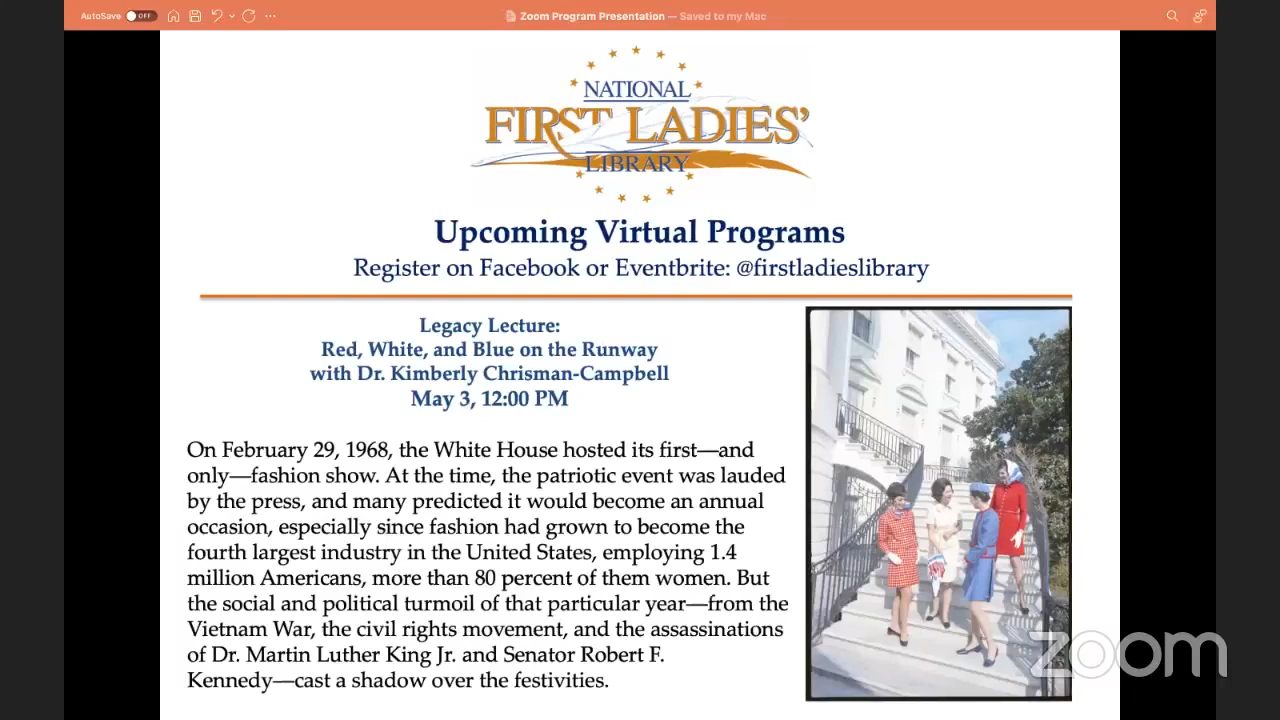 AutoSave OFF
Zoom Program Presentation — Saved to my Mac
NATIONAL
FIRST LADIES'
LIBRARY
Upcoming Virtual Programs
Register on Facebook or Eventbrite: @firstladieslibrary
Legacy Lecture:
Red, White, and Blue on the Runway
with Dr. Kimberly Chrisman-Campbell
May 3, 12:00 PM
On February 29, 1968, the White House hosted its first—and
only—fashion show. At the time, the patriotic event was lauded
by the press, and many predicted it would become an annual
occasion, especially since fashion had grown to become the
fourth largest industry in the United States, employing 1.4
million Americans, more than 80 percent of them women. But
the social and political turmoil of that particular year—from the
Vietnam War, the civil rights movement, and the assassinations
of Dr. Martin Luther King Jr. and Senator Robert F.
Kennedy—cast a shadow over the festivities.
zoom